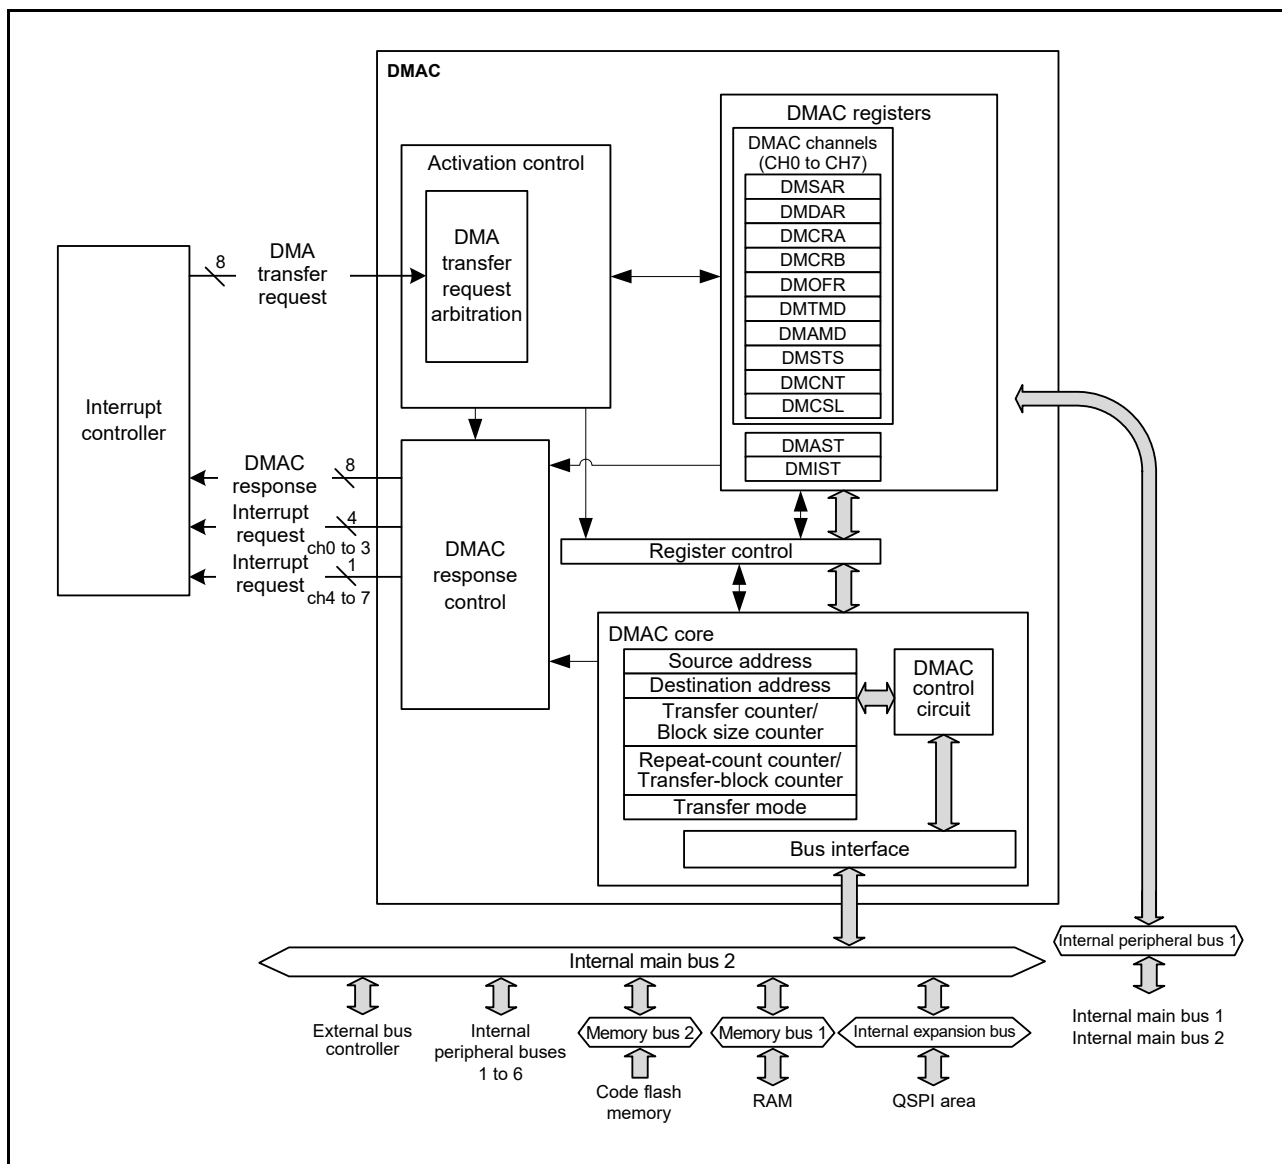 DMAC
DMAC registers
DMAC channels
(CH0 to CH7)
DMSAR
DMDAR
DMCRA
DMCRB
DMOFR
DMTMD
DMAMD
DMSTS
DMCNT
DMCSL
DMAST
DMIST
Activation control
DMA
transfer
request
arbitration
8
DMA
transfer
request
Interrupt
controller
DMAC
response
8
Interrupt
request
4
ch0 to 3
Interrupt
request
1
ch4 to 7
DMAC
response
control
Register control
DMAC core
Source address
Destination address
Transfer counter/
Block size counter
Repeat-count counter/
Transfer-block counter
Transfer mode
DMAC
control
circuit
Bus interface
Internal main bus 2
Internal peripheral bus 1
External bus
controller
Internal
peripheral buses
1 to 6
Memory bus 2
Code flash
memory
Memory bus 1
RAM
Internal expansion bus
QSPI area
Internal main bus 1
Internal main bus 2